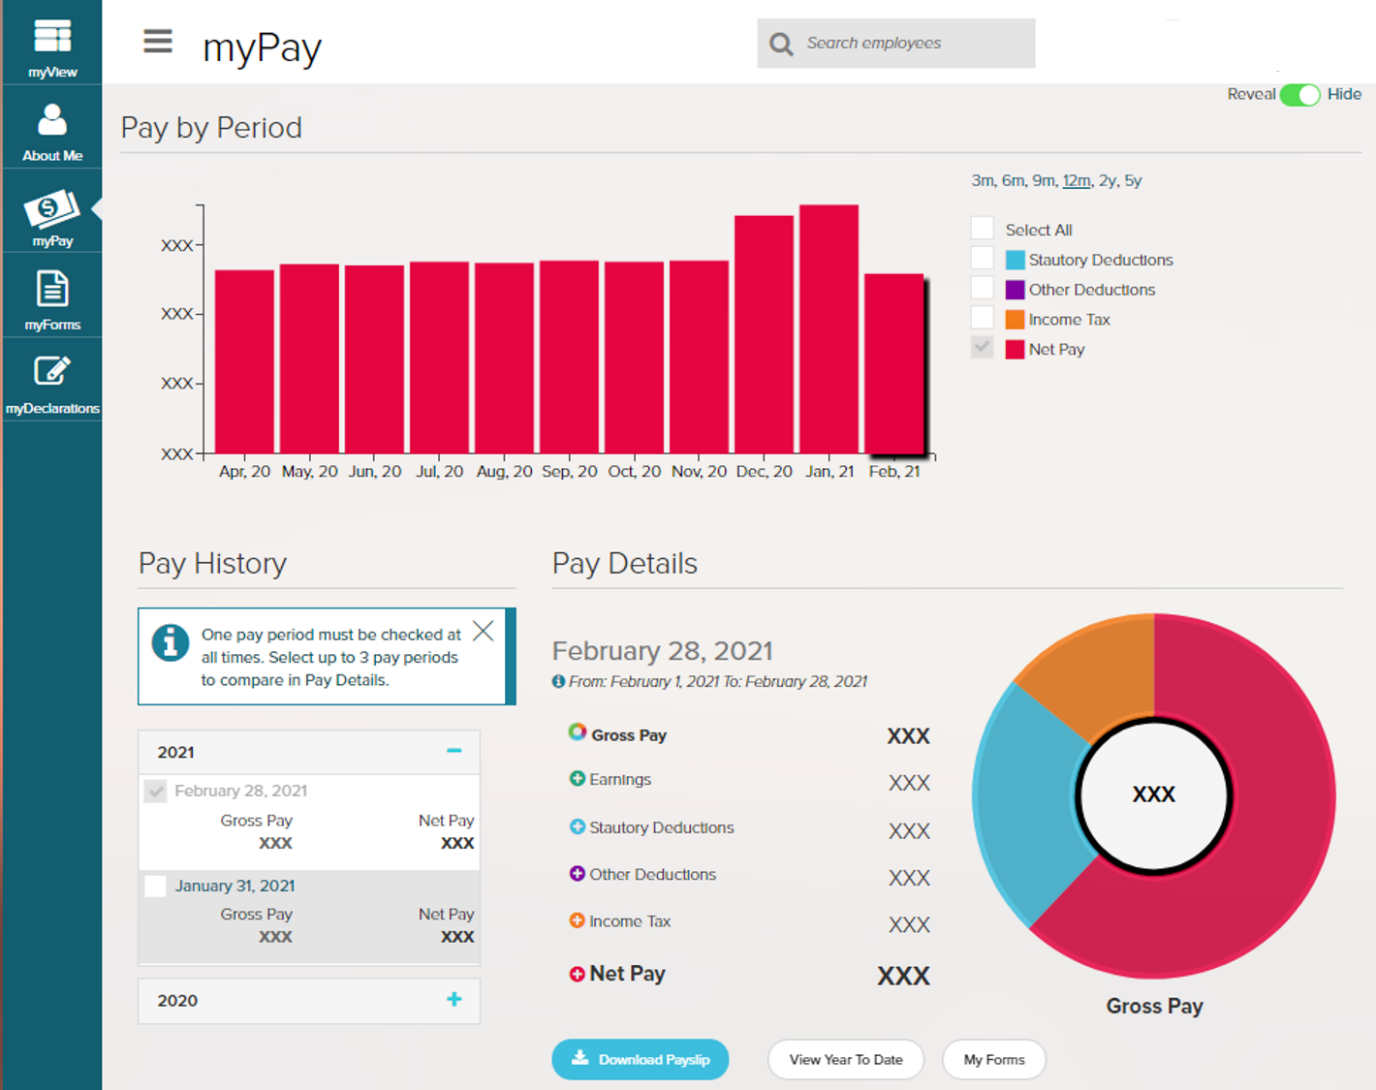 myView
About Me
myPay
myForms
myDeclarations
myPay
Search employees
Reveal Hide
Pay by Period
3m, 6m, 9m, 12m, 2y, 5y
Select All
Stautory Deductions
Other Deductions
Income Tax
Net Pay
XXX
XXX
XXX
XXX
Apr, 20 May, 20 Jun, 20 Jul, 20 Aug, 20 Sep, 20 Oct, 20 Nov, 20 Dec, 20 Jan, 21 Feb, 21
Pay History
One pay period must be checked at
all times. Select up to 3 pay periods
to compare in Pay Details.
2021
February 28, 2021
Gross Pay Net Pay
XXX XXX
January 31, 2021
Gross Pay Net Pay
XXX XXX
2020
Pay Details
February 28, 2021
From: February 1, 2021 To: February 28, 2021
Gross Pay XXX
Earnings XXX
Stautory Deductions XXX
Other Deductions XXX
Income Tax XXX
Net Pay XXX
XXX
Gross Pay
Download Payslip
View Year To Date
My Forms